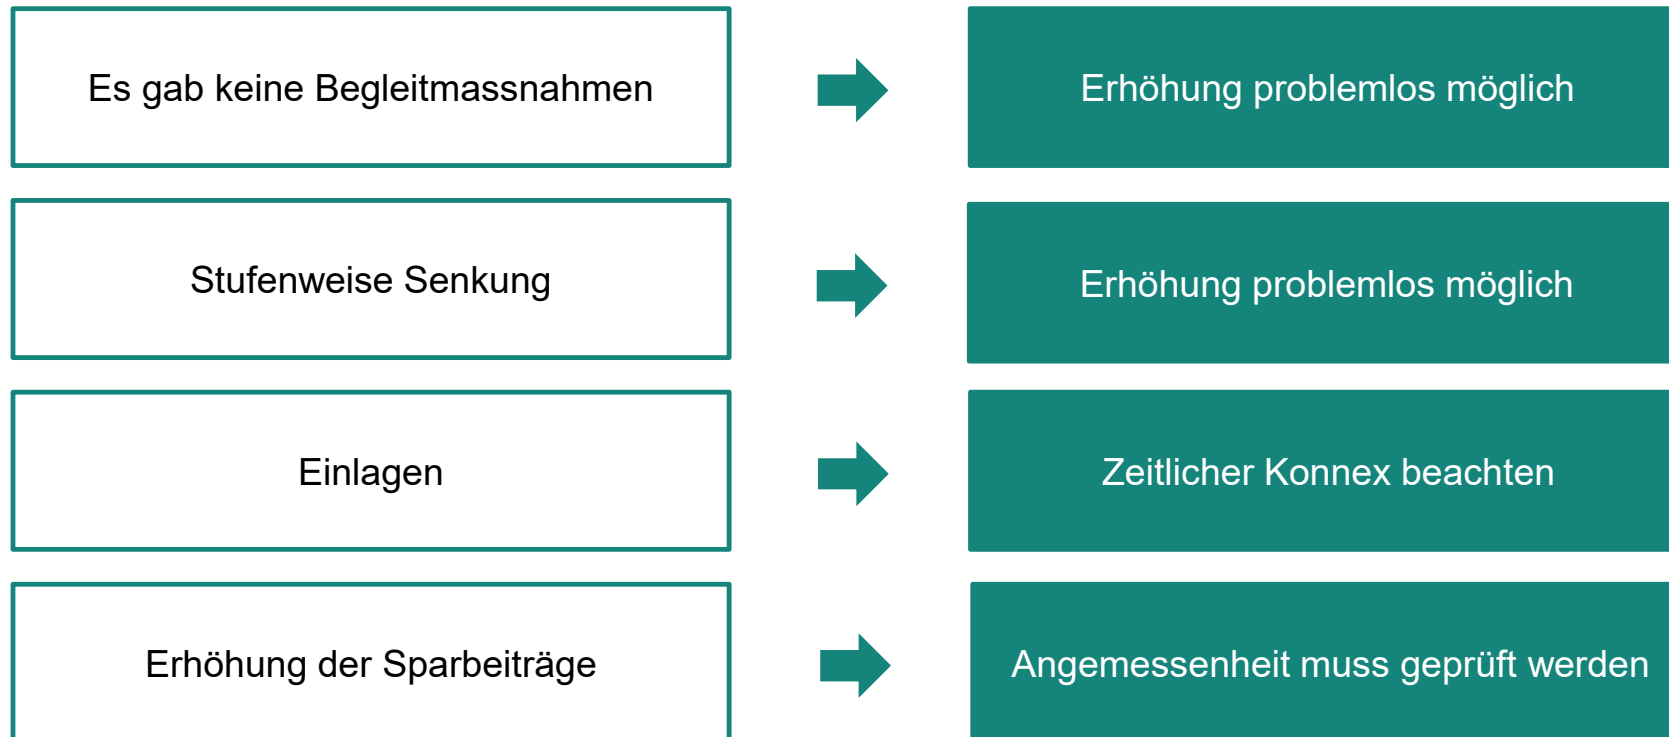 Es gab keine Begleitmassnahmen
Erhöhung problemlos möglich
Stufenweise Senkung
Erhöhung problemlos möglich
Einlagen
Zeitlicher Konnex beachten
Erhöhung der Sparbeiträge
Angemessenheit muss geprüft werden